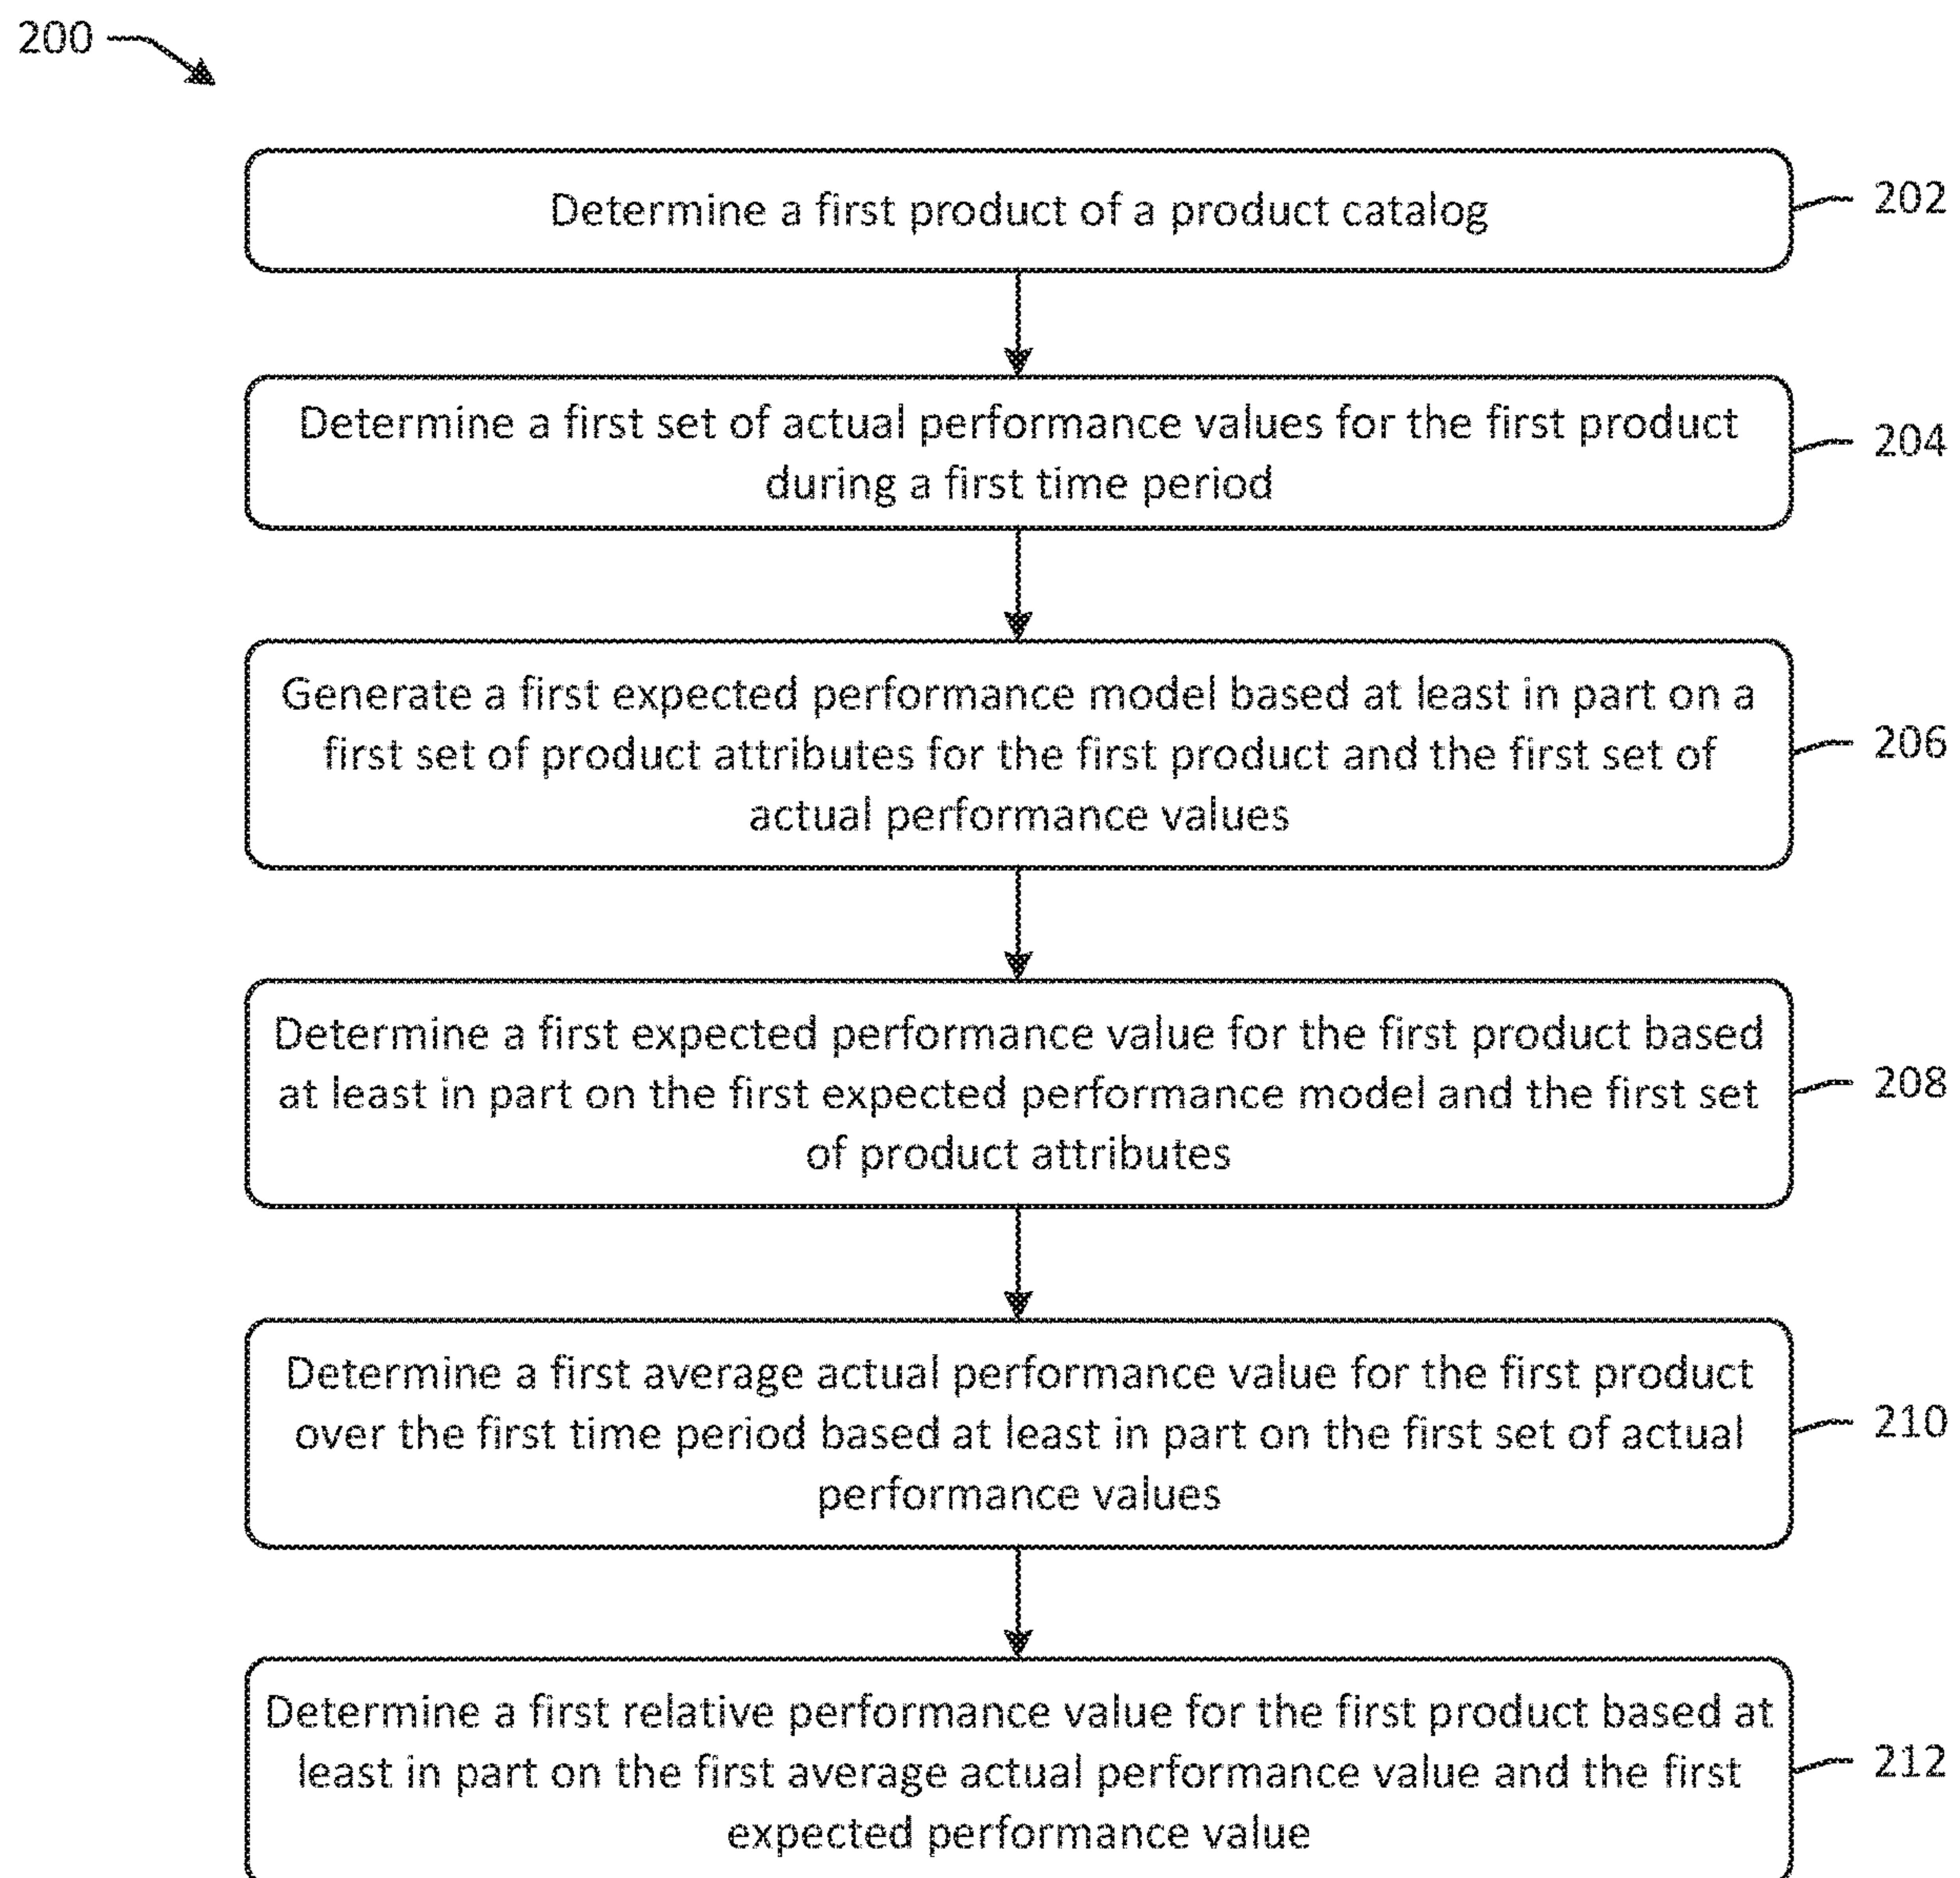 200
Determine a first product of a product catalog
202
Determine a first set of actual performance values for the first product
during a first time period
204
Generate a first expected performance model based at least in part on a
first set of product attributes for the first product and the first set of
actual performance values
206
Determine a first expected performance value for the first product based
at least in part on the first expected performance model and the first set
of product attributes
208
Determine a first average actual performance value for the first product
over the first time period based at least in part on the first set of actual
performance values
210
Determine a first relative performance value for the first product based at
least in part on the first average actual performance value and the first
expected performance value
212